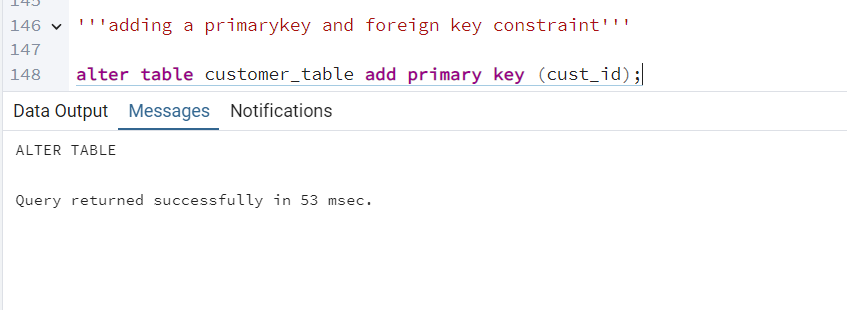 145
146 '''adding a primarykey and foreign key constraint'''
147
148 alter table customer_table add primary key (cust_id);
Data Output Messages Notifications
ALTER TABLE
Query returned successfully in 53 msec.